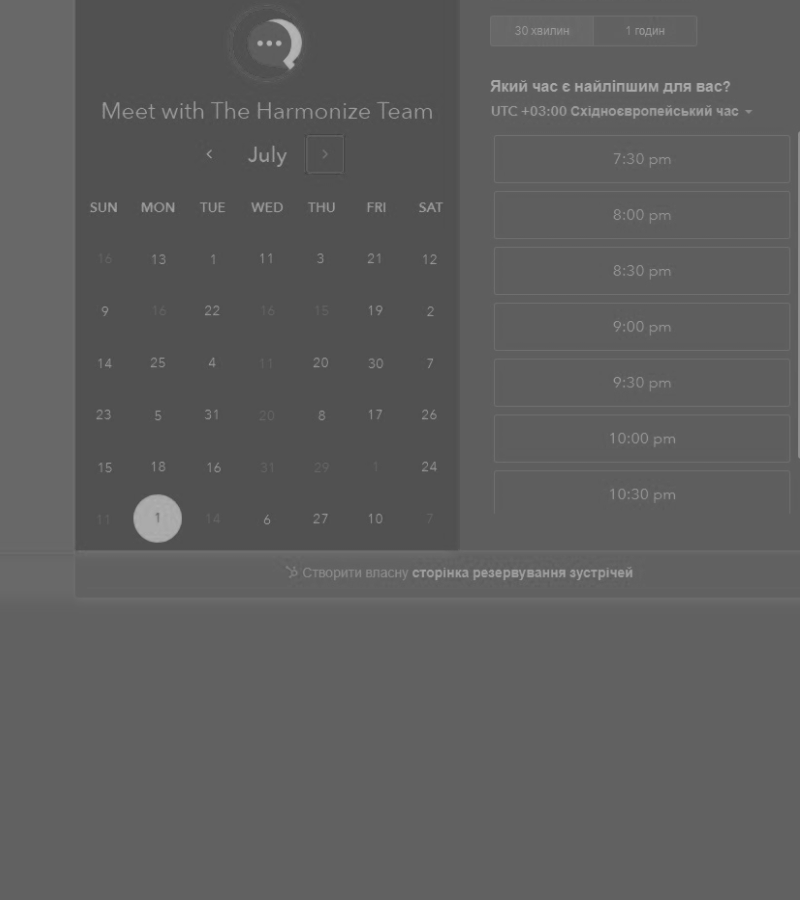 Meet with The Harmonize Team
July
SUN MON TUE WED THU FRI SAT
16 13 1 11 3 21 12
9 16 22 16 15 19 2
14 25 4 11 20 30 7
23 5 31 20 8 17 26
15 18 16 31 29 1 24
11 1 14 6 27 10 7
30 хвилин 1 годин
Який час є найліпшим для вас?
UTC +03:00 Східноєвропейський час
7:30 pm
8:00 pm
8:30 pm
9:00 pm
9:30 pm
10:00 pm
10:30 pm
Створити власну сторінка резервування зустрічей